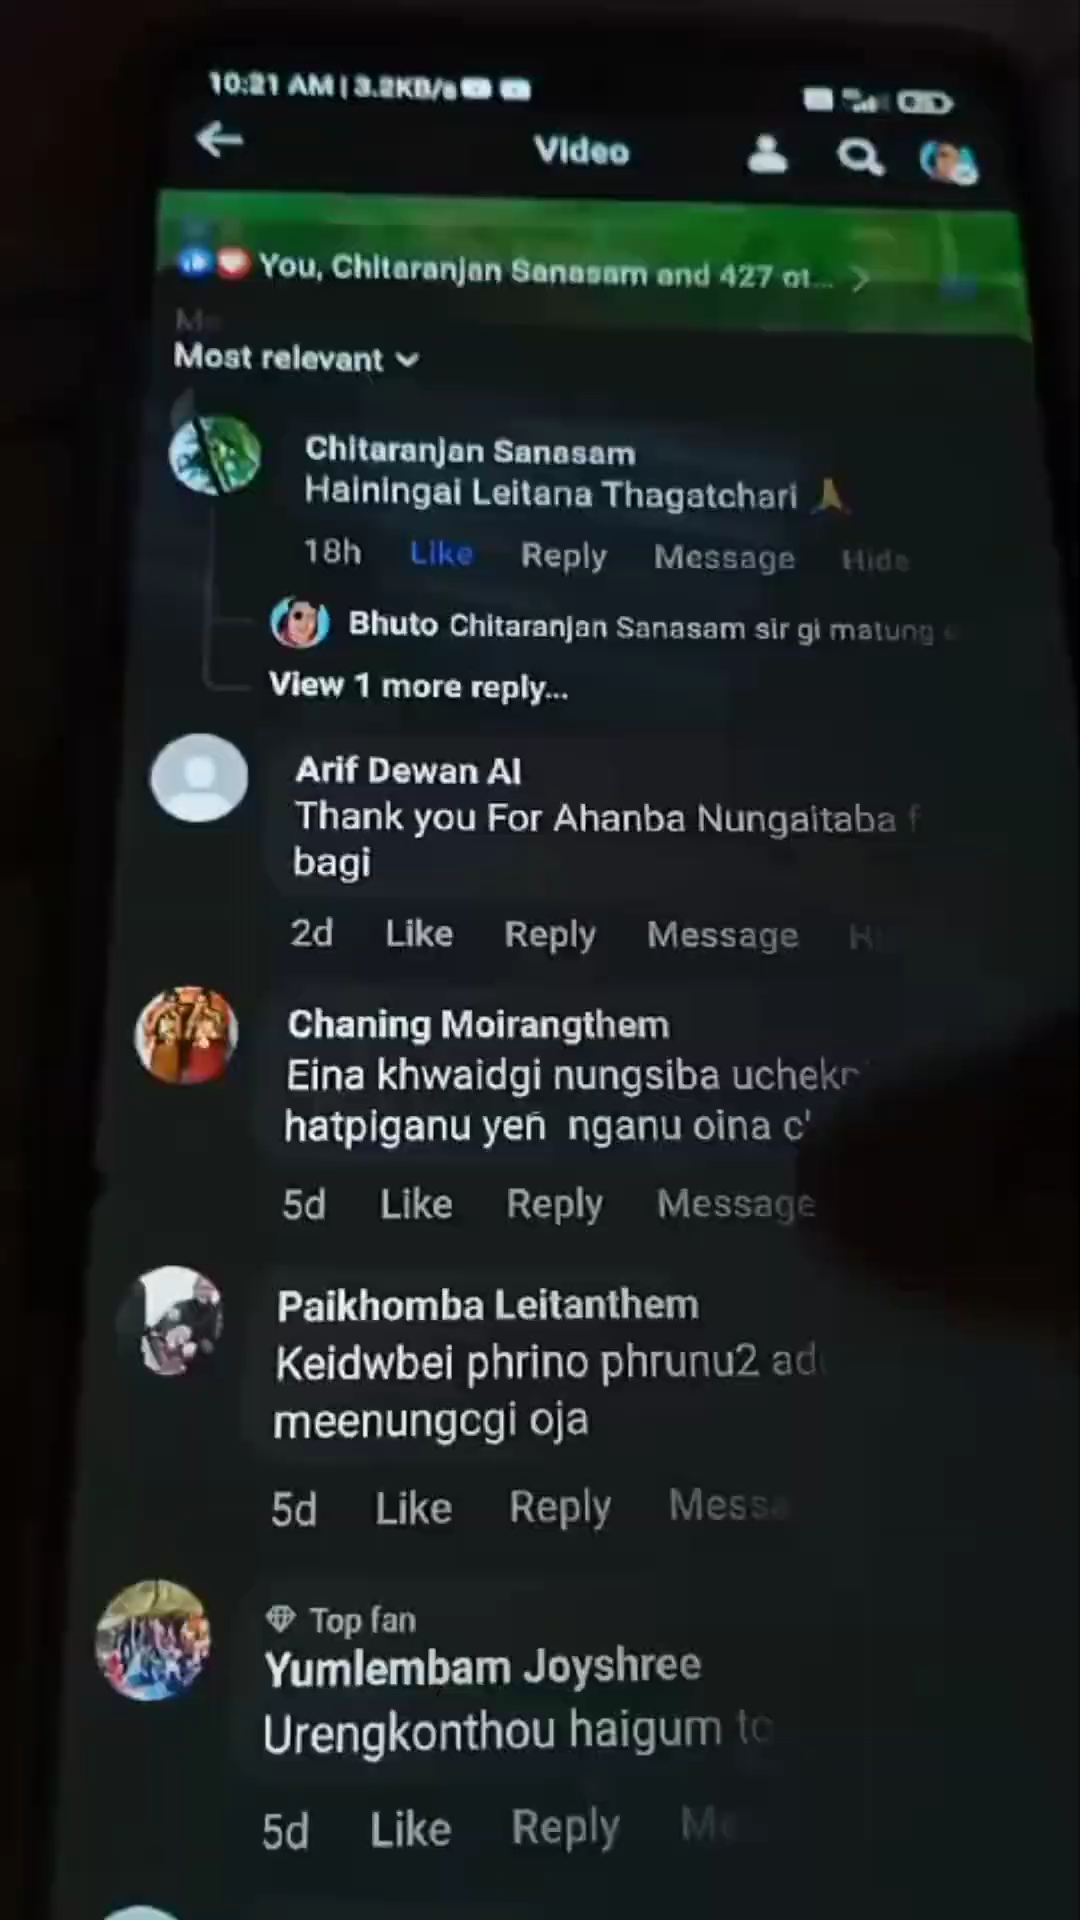 10:21 AM | 3.2KB/s
Video
You, Chitaranjan Sanasam and 427 ot...
Most relevant
Chitaranjan Sanasam
Hainingai Leitana Thagatchari 🙏
18h Like Reply Message Hide
Bhuto Chitaranjan Sanasam sir gi matung
View 1 more reply...
Arif Dewan Al
Thank you For Ahanba Nungaitaba
bagi
2d Like Reply Message
Chaning Moirangthem
Eina khwaidgi nungsiba
hatpiganu yen nganu oina
5d Like Reply Message
Paikhomba Leitanthem
Keidwbei phrino phrunu2
meenungcgi oja
5d Like Reply
Top fan
Yumlembam Joyshree
Urengkonthou haigum
5d Like Reply